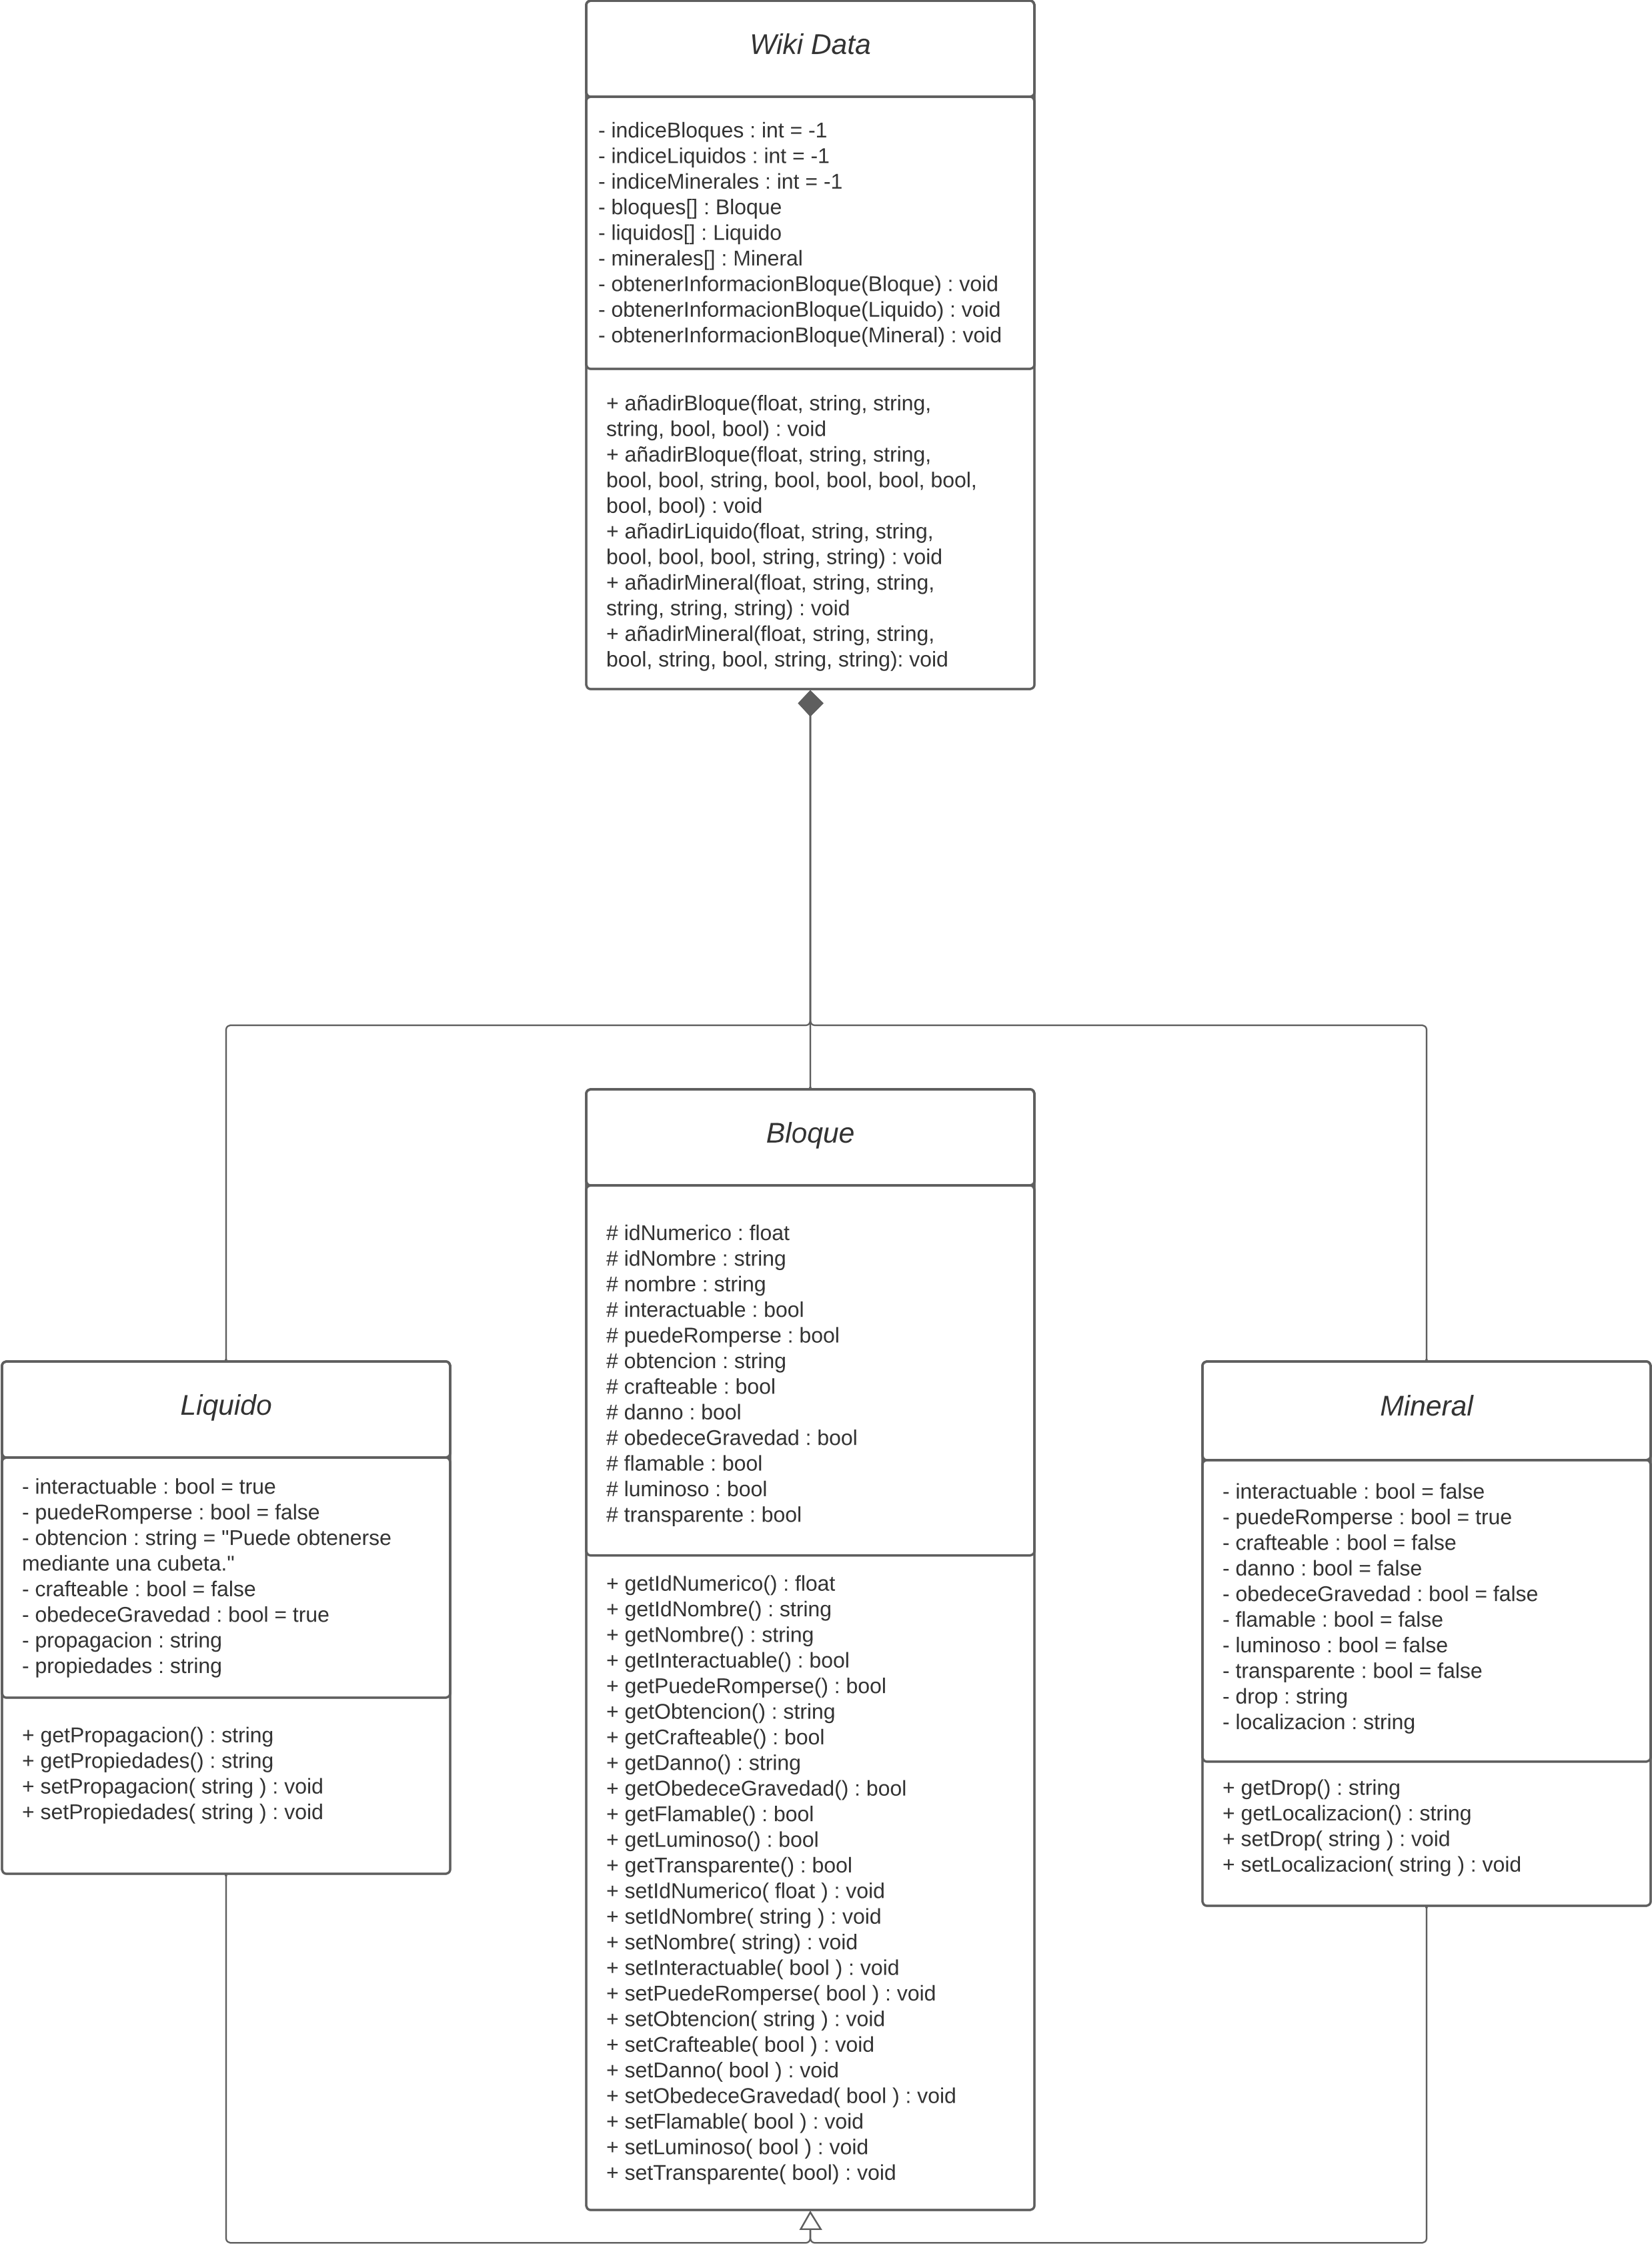 Wiki Data
- indiceBloques : int = -1
- indiceLiquidos : int = -1
- indiceMinerales : int = -1
- bloques[] : Bloque
- liquidos[] : Liquido
- minerales[] : Mineral
- obtenerInformacionBloque(Bloque) : void
- obtenerInformacionBloque(Liquido) : void
- obtenerInformacionBloque(Mineral) : void
+ añadirBloque(float, string, string,
string, bool, bool) : void
+ añadirBloque(float, string, string,
bool, bool, string, bool, bool, bool, bool,
bool, bool) : void
+ añadirLiquido(float, string, string,
bool, bool, bool, string, string) : void
+ añadirMineral(float, string, string,
string, string, string) : void
+ añadirMineral(float, string, string,
bool, string, bool, string, string): void
Bloque
# idNumerico : float
# idNombre : string
# nombre : string
# interactuable : bool
# puedeRomperse : bool
# obtencion : string
# crafteable : bool
# danno : bool
# obedeceGravedad : bool
# flamable : bool
# luminoso : bool
# transparente : bool
+ getIdNumerico() : float
+ getIdNombre() : string
+ getNombre() : string
+ getInteractuable() : bool
+ getPuedeRomperse() : bool
+ getObtencion() : string
+ getCrafteable() : bool
+ getDanno() : string
+ getObedeceGravedad() : bool
+ getFlamable() : bool
+ getLuminoso() : bool
+ getTransparente() : bool
+ setIdNumerico( float ) : void
+ setIdNombre( string ) : void
+ setNombre( string) : void
+ setInteractuable( bool ) : void
+ setPuedeRomperse( bool ) : void
+ setObtencion( string ) : void
+ setCrafteable( bool ) : void
+ setDanno( bool ) : void
+ setObedeceGravedad( bool ) : void
+ setFlamable( bool ) : void
+ setLuminoso( bool ) : void
+ setTransparente( bool) : void
Liquido
- interactuable : bool = true
- puedeRomperse : bool = false
- obtencion : string = "Puede obtenerse
mediante una cubeta."
- crafteable : bool = false
- obedeceGravedad : bool = true
- propagacion : string
- propiedades : string
+ getPropagacion() : string
+ getPropiedades() : string
+ setPropagacion( string ) : void
+ setPropiedades( string ) : void
Mineral
- interactuable : bool = false
- puedeRomperse : bool = true
- crafteable : bool = false
- danno : bool = false
- obedeceGravedad : bool = false
- flamable : bool = false
- luminoso : bool = false
- transparente : bool = false
- drop : string
- localizacion : string
+ getDrop() : string
+ getLocalizacion() : string
+ setDrop( string ) : void
+ setLocalizacion( string ) : void